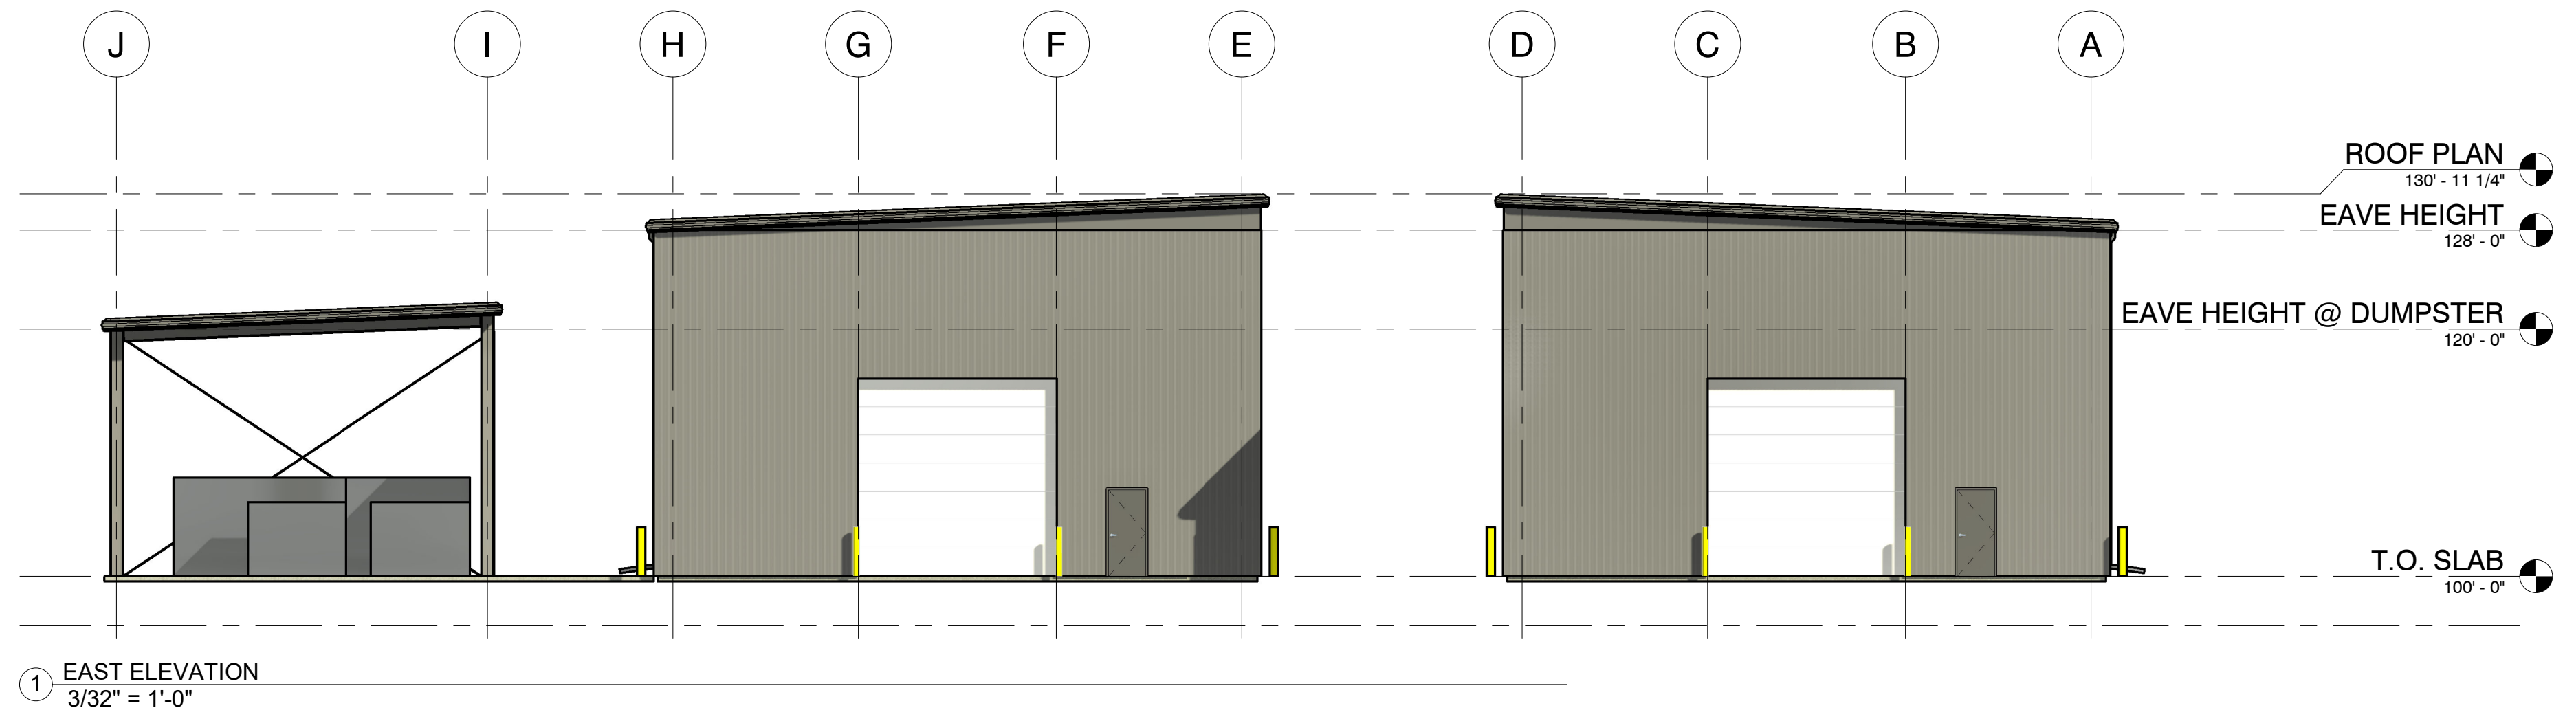 J I H G F E D C B A
ROOF PLAN
130' - 11 1/4"
EAVE HEIGHT
128' - 0"
EAVE HEIGHT @ DUMPSTER
120' - 0"
T.O. SLAB
100' - 0"
1 EAST ELEVATION
3/32" = 1'-0"